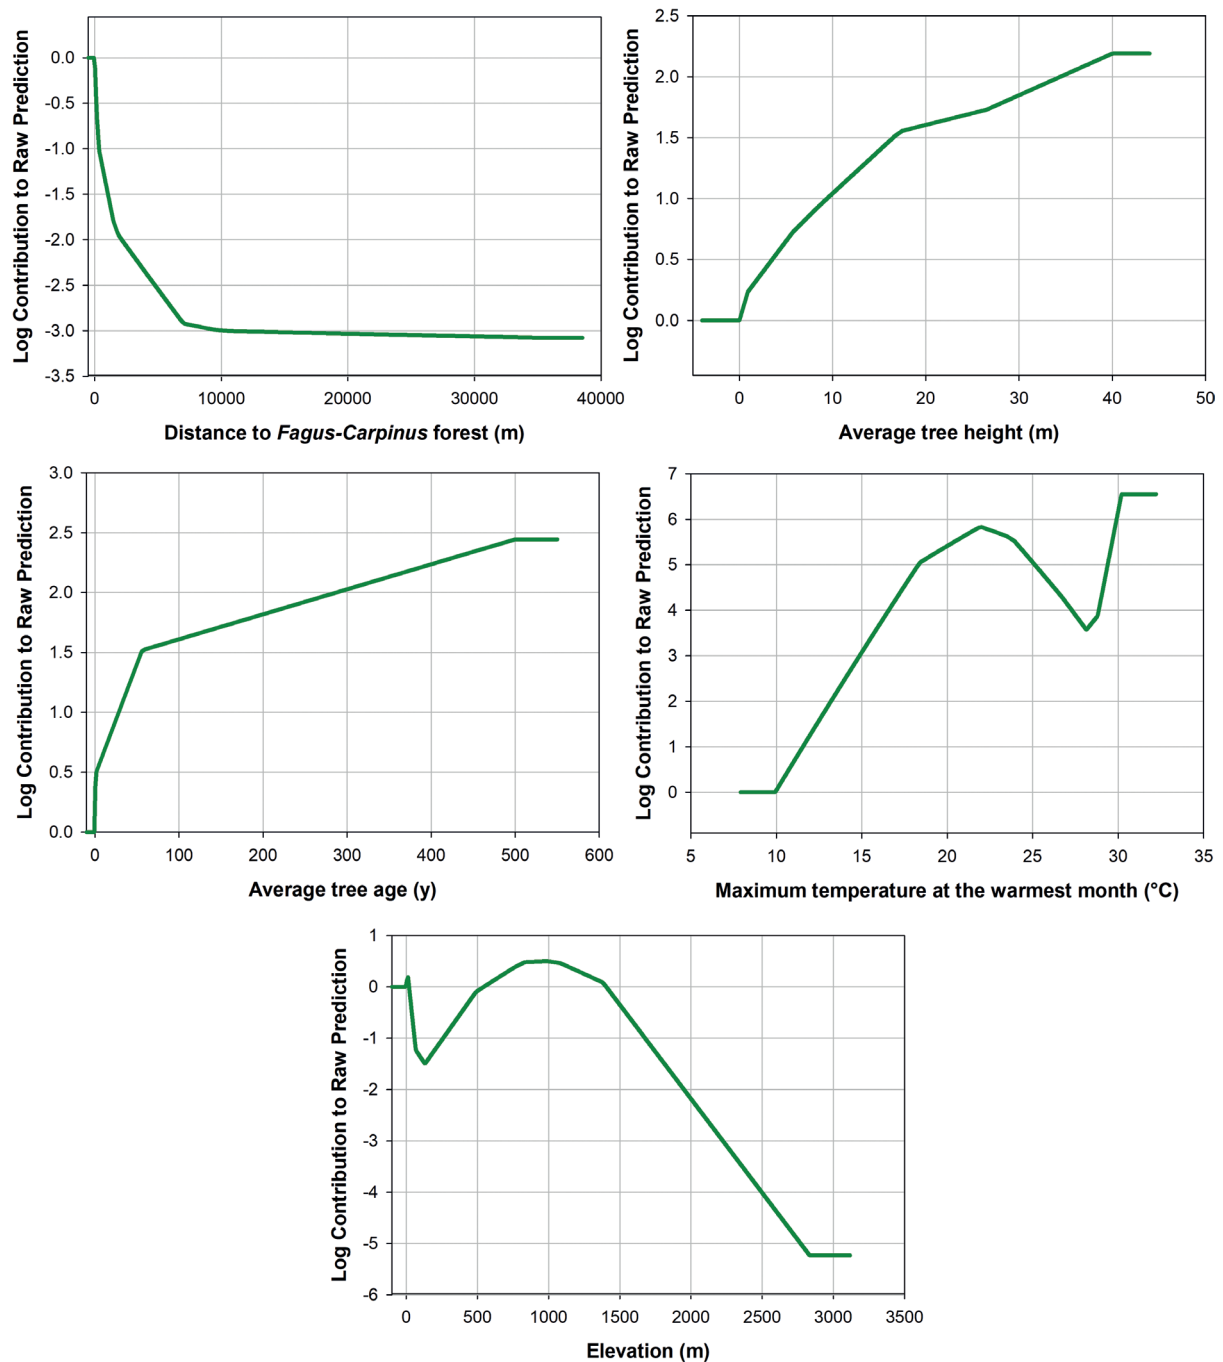 Log Contribution to Raw Prediction
0.0
-0.5
-1.0
-1.5
-2.0
-2.5
-3.0
-3.5
0 10000 20000 30000 40000
Distance to Fagus-Carpinus forest (m)
Log Contribution to Raw Prediction
2.5
2.0
1.5
1.0
0.5
0.0
0 10 20 30 40 50
Average tree height (m)
Log Contribution to Raw Prediction
3.0
2.5
2.0
1.5
1.0
0.5
0.0
0 100 200 300 400 500 600
Average tree age (y)
Log Contribution to Raw Prediction
7
6
5
4
3
2
1
0
5 10 15 20 25 30 35
Maximum temperature at the warmest month (°C)
Log Contribution to Raw Prediction
1
0
-1
-2
-3
-4
-5
-6
0 500 1000 1500 2000 2500 3000 3500
Elevation (m)